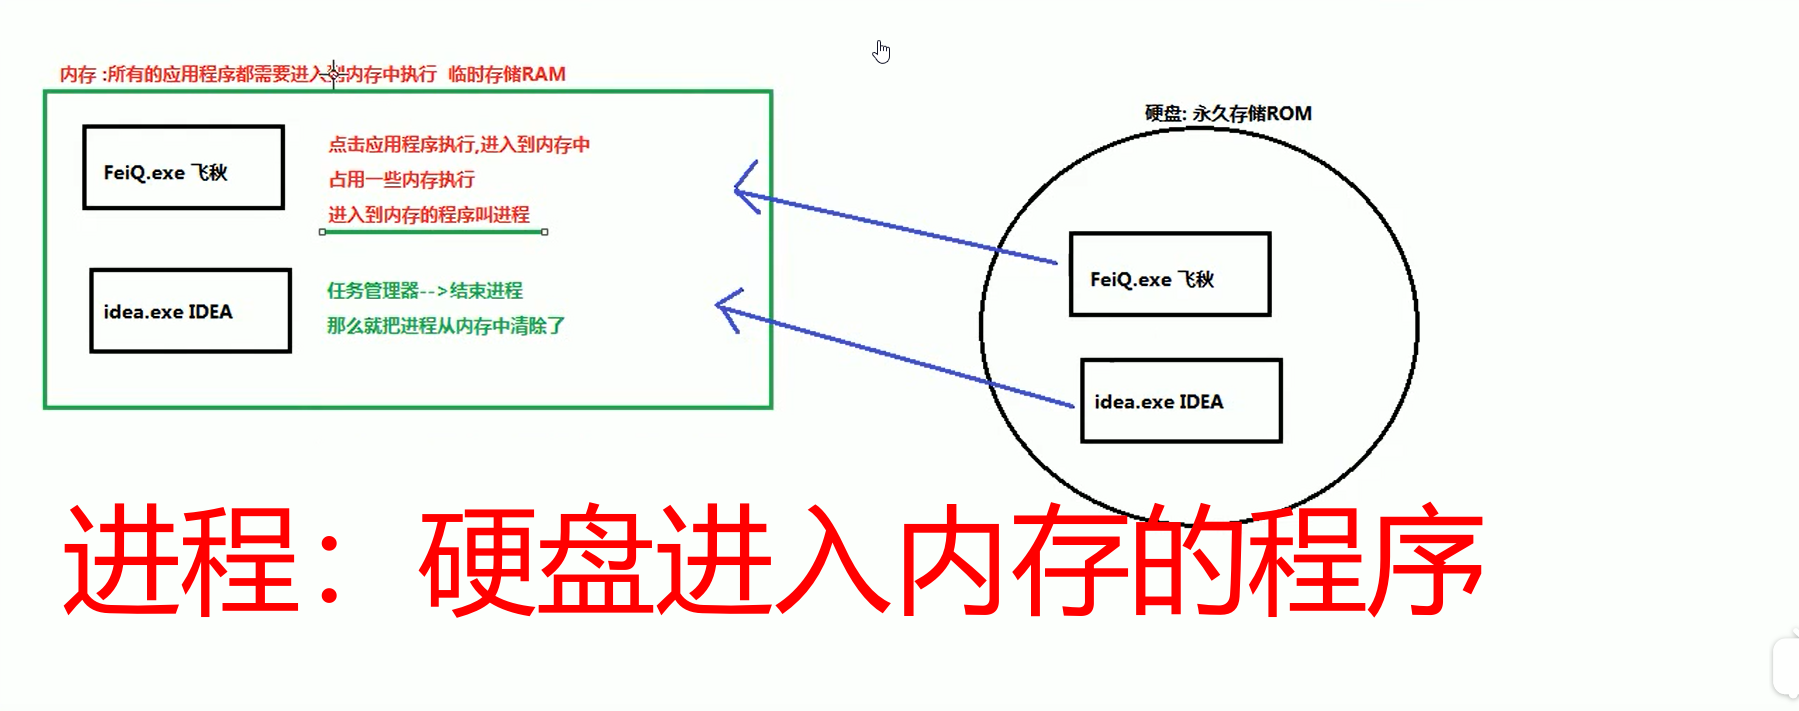 内存 :所有的应用程序都需要进入到内存中执行 临时存储RAM
FeiQ.exe 飞秋
点击应用程序执行,进入到内存中
占用一些内存执行
进入到内存的程序叫进程
idea.exe IDEA
任务管理器-->结束进程
那么就把进程从内存中清除了
硬盘: 永久存储ROM
FeiQ.exe 飞秋
idea.exe IDEA
进程：硬盘进入内存的程序